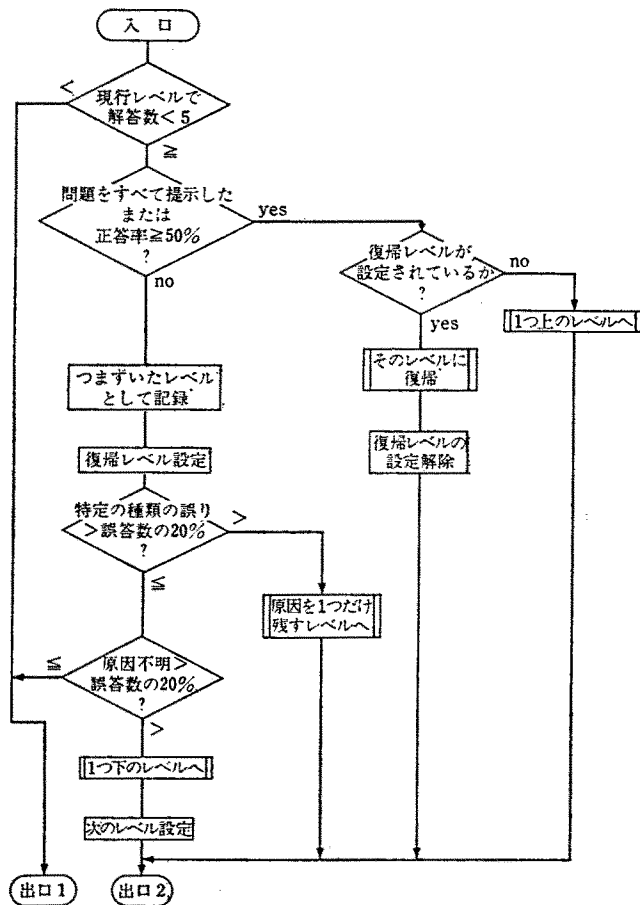 入口
<
現行レベルで
解答数<5
≧
問題をすべて提示した
または
正答率≧50%
?
yes
no
復帰レベルが
設定されているか
?
no
yes
1つ上のレベルへ
そのレベルに
復帰
復帰レベルの
設定解除
つまずいたレベル
として記録
復帰レベル設定
特定の種類の誤り
>誤答数の20%
?
>
≦
原因を1つだけ
残すレベルへ
≦
原因不明>
誤答数の20%
?
>
1つ下のレベルへ
次のレベル設定
出口1
出口2